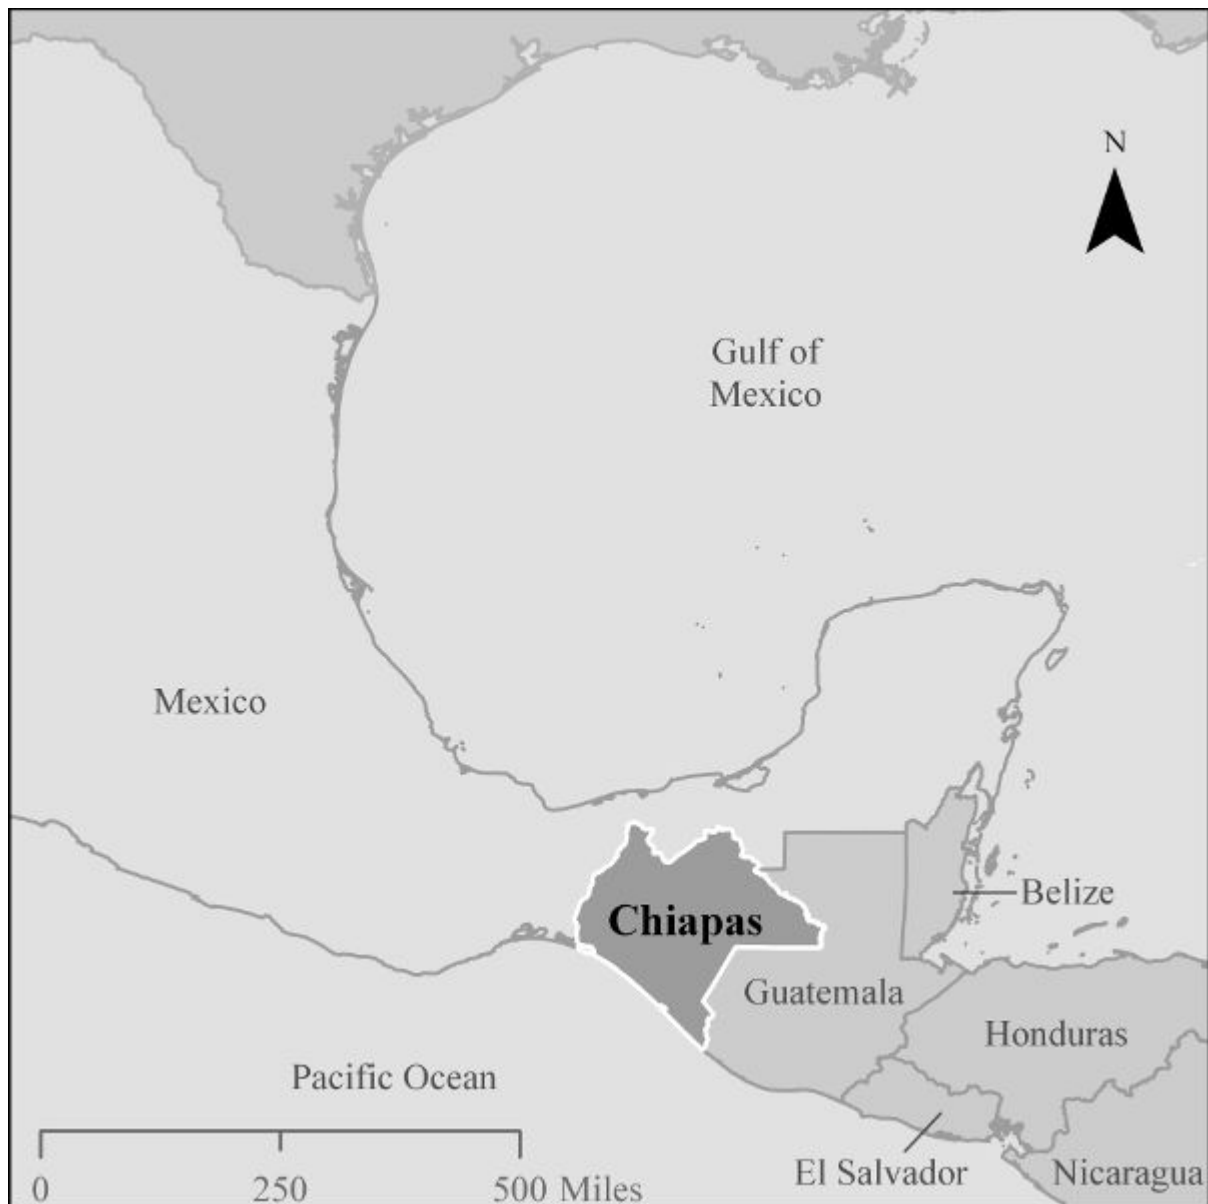 N
Gulf of
Mexico
Mexico
Belize
Chiapas
Guatemala
Honduras
Pacific Ocean
El Salvador
Nicaragua
0 250 500 Miles